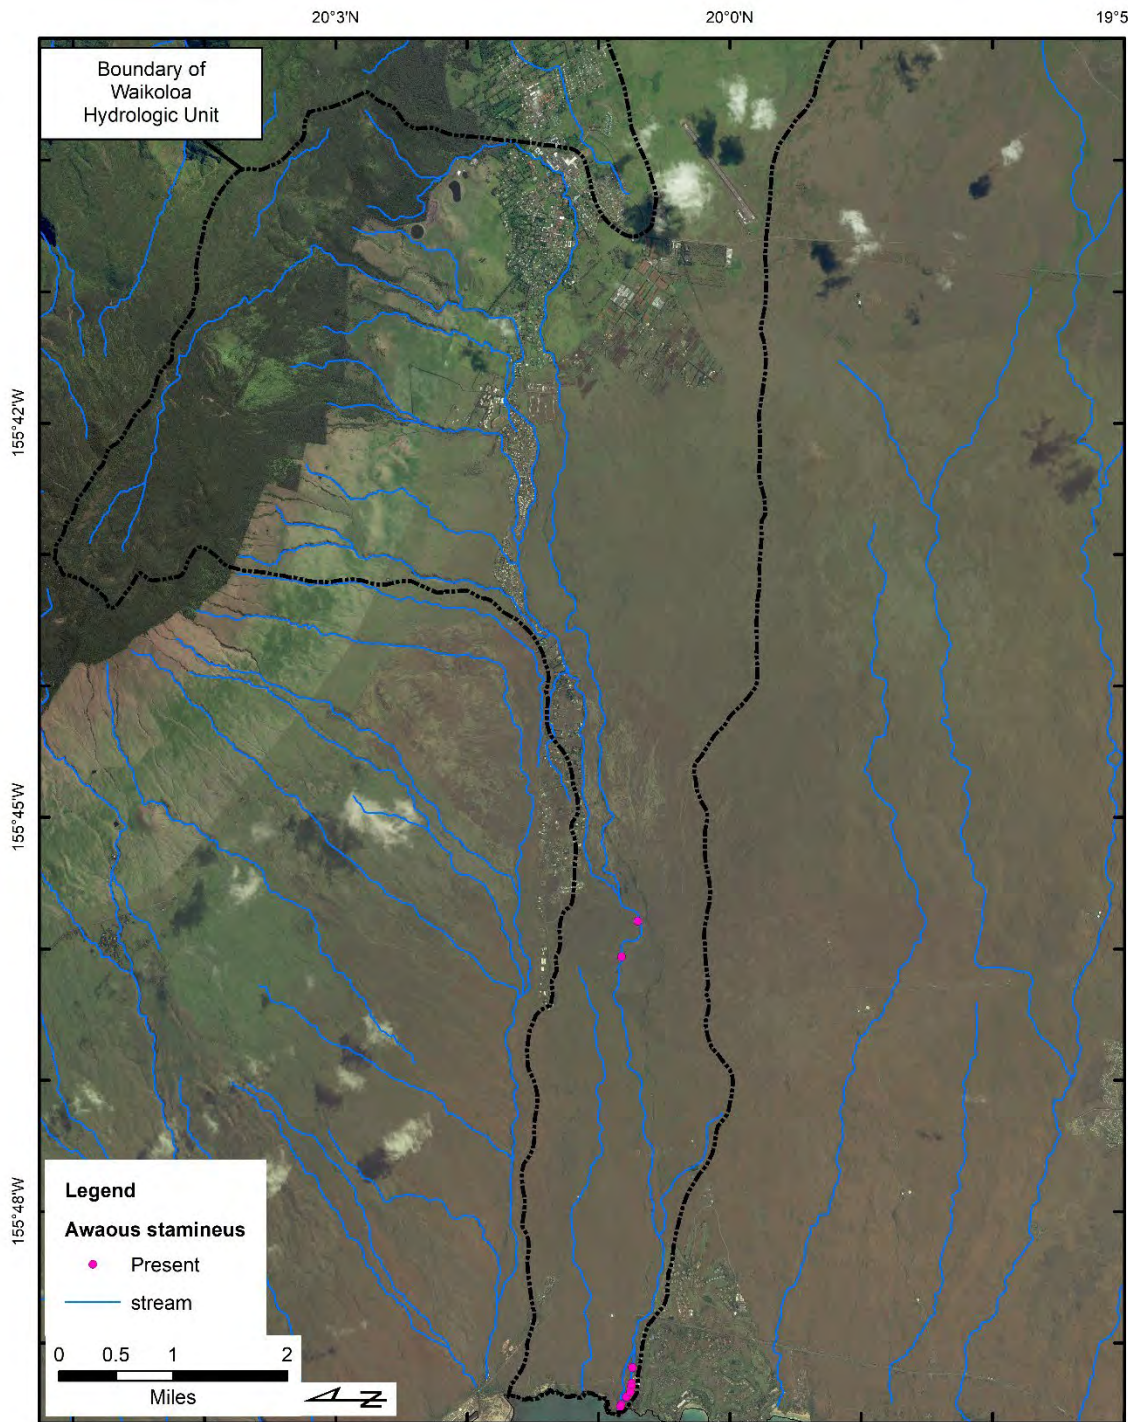 20°3'N
20°0'N
19°5
Boundary of
Waikoloa
Hydrologic Unit
155°42'W
155°45'W
155°48'W
Legend
Awaous stamineus
Present
stream
0 0.5 1 2
Miles
N